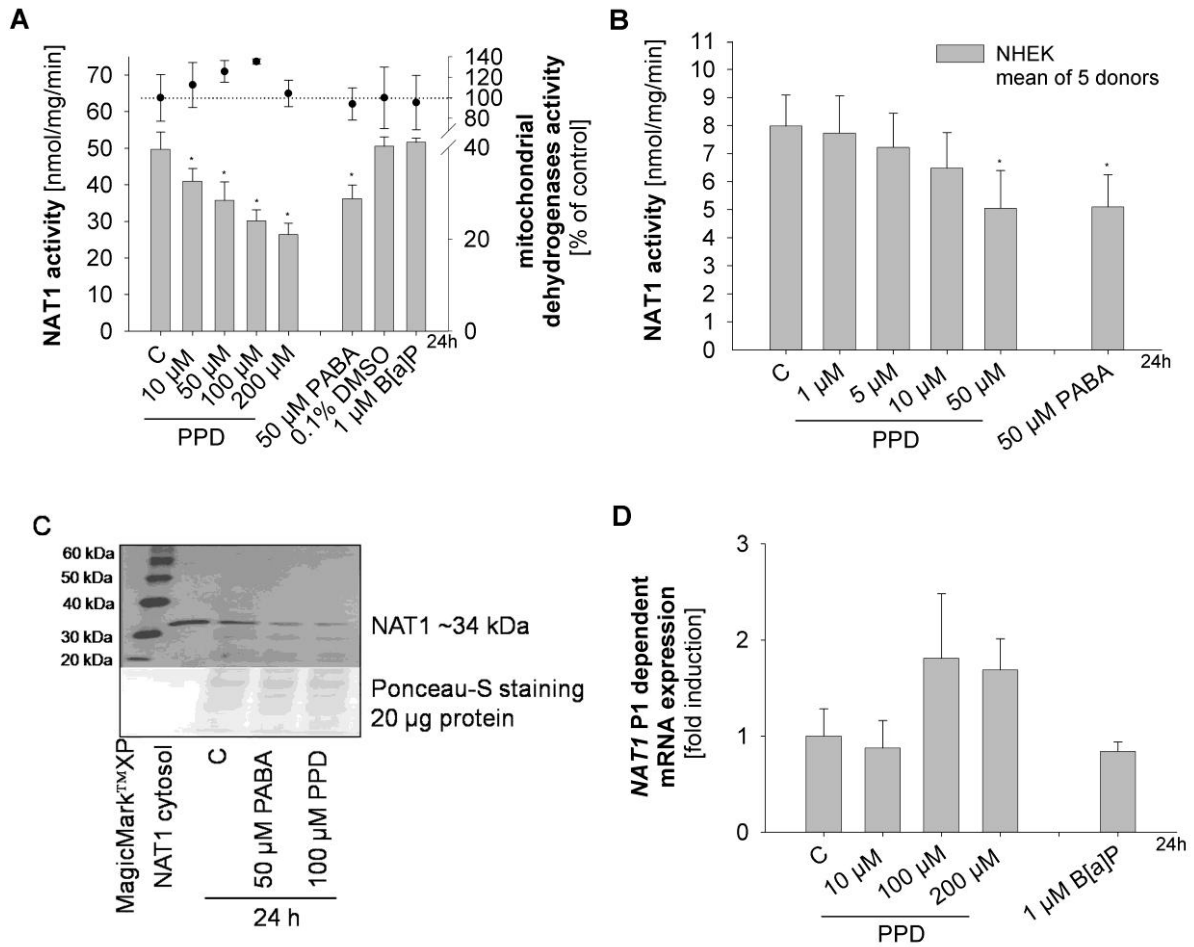 A
NAT1 activity [nmol/mg/min]
70
60
50
40
30
20
10
0
140
120
100
80
40
20
0
mitochondrial
dehydrogenases activity
[% of control]
*
*
*
*
*
C
10 µM
50 µM
100 µM
200 µM
50 µM PABA
0.1% DMSO
1 µM B[a]P
24h
PPD
B
NAT1 activity [nmol/mg/min]
11
10
9
8
7
6
5
4
3
2
1
0
NHEK
mean of 5 donors
*
*
C
1 µM
5 µM
10 µM
50 µM
50 µM PABA
24h
PPD
C
60 kDa
50 kDa
40 kDa
30 kDa
20 kDa
NAT1 ~34 kDa
Ponceau-S staining
20 µg protein
MagicMark™XP
NAT1 cytosol
C
50 µM PABA
100 µM PPD
24 h
D
NAT1 P1 dependent
mRNA expression
[fold induction]
3
2
1
0
C
10 µM
100 µM
200 µM
1 µM B[a]P
24h
PPD